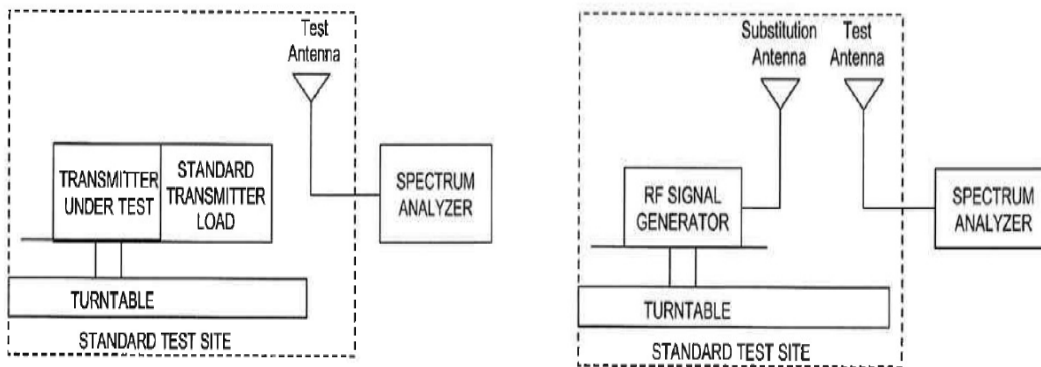 Test
Antenna
TRANSMITTER
UNDER TEST
STANDARD
TRANSMITTER
LOAD
SPECTRUM
ANALYZER
TURNTABLE
STANDARD TEST SITE
Substitution
Antenna
Test
Antenna
RF SIGNAL
GENERATOR
SPECTRUM
ANALYZER
TURNTABLE
STANDARD TEST SITE